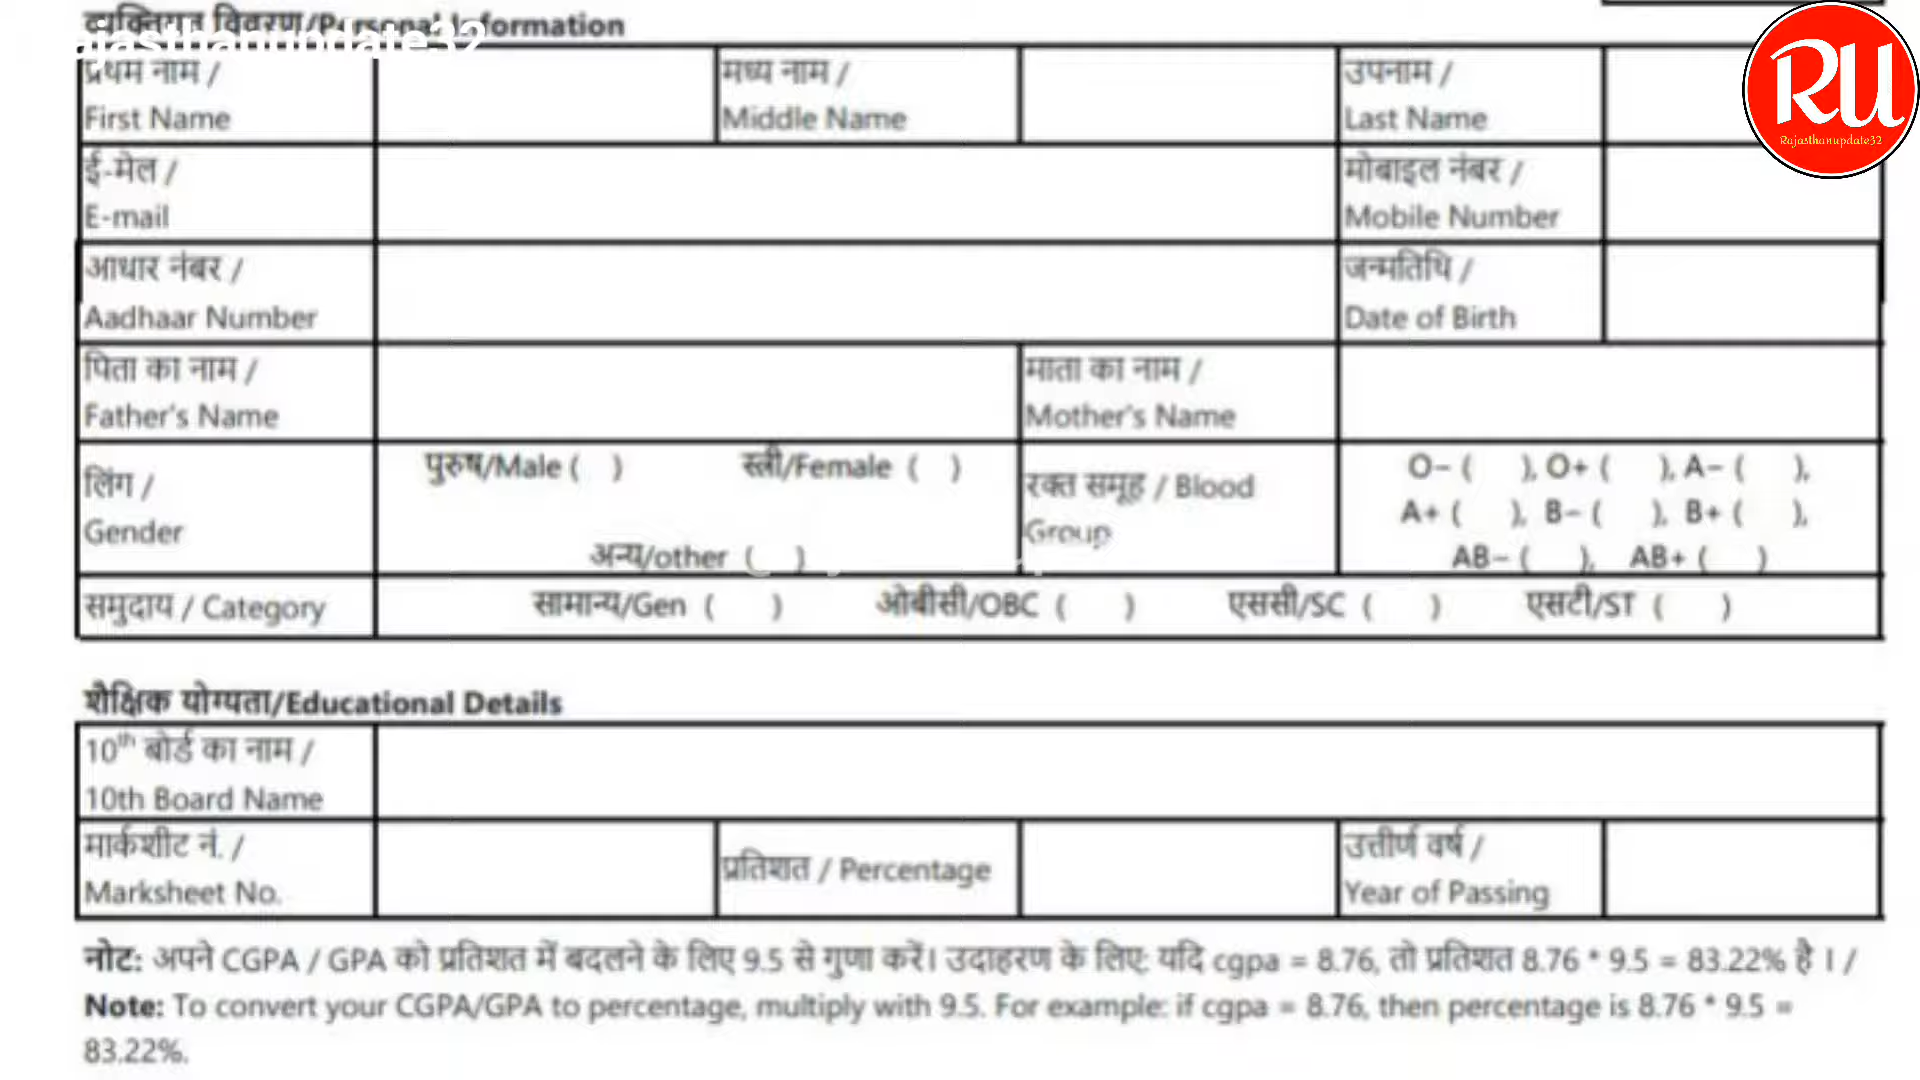 व्यक्तिगत विवरण/Personal Information
ajasthanupdate32
RU
Rajasthanupdate32
प्रथम नाम /
First Name
मध्य नाम /
Middle Name
उपनाम /
Last Name
ई-मेल /
E-mail
मोबाइल नंबर /
Mobile Number
आधार नंबर /
Aadhaar Number
जन्मतिथि /
Date of Birth
पिता का नाम /
Father's Name
माता का नाम /
Mother's Name
लिंग /
Gender
पुरुष/Male ( ) स्त्री/Female ( )
अन्य/other ( )
रक्त समूह / Blood
Group
O- ( ), O+ ( ), A- ( ),
A+ ( ), B- ( ), B+ ( ),
AB- ( ), AB+ ( )
समुदाय / Category
सामान्य/Gen ( ) ओबीसी/OBC ( ) एससी/SC ( ) एसटी/ST ( )
शैक्षिक योग्यता/Educational Details
10th बोर्ड का नाम /
10th Board Name
मार्कशीट नं. /
Marksheet No.
प्रतिशत / Percentage
उत्तीर्ण वर्ष /
Year of Passing
नोट: अपने CGPA / GPA को प्रतिशत में बदलने के लिए 9.5 से गुणा करें। उदाहरण के लिए: यदि cgpa = 8.76, तो प्रतिशत 8.76 * 9.5 = 83.22% है । /
Note: To convert your CGPA/GPA to percentage, multiply with 9.5. For example: if cgpa = 8.76, then percentage is 8.76 * 9.5 =
83.22%.